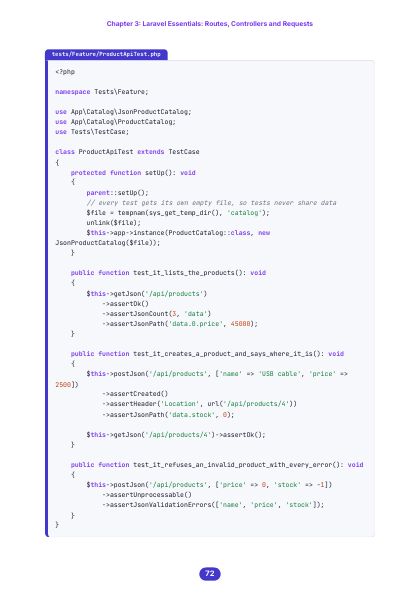 Chapter 3: Laravel Essentials: Routes, Controllers and Requests
tests/Feature/ProductApiTest.php
<?php
namespace Tests\Feature;
use App\Catalog\JsonProductCatalog;
use App\Catalog\ProductCatalog;
use Tests\TestCase;
class ProductApiTest extends TestCase
{
    protected function setUp(): void
    {
        parent::setUp();
        // every test gets its own empty file, so tests never share data
        $file = tempnam(sys_get_temp_dir(), 'catalog');
        unlink($file);
        $this->app->instance(ProductCatalog::class, new
JsonProductCatalog($file));
    }
    public function test_it_lists_the_products(): void
    {
        $this->getJson('/api/products')
            ->assertOk()
            ->assertJsonCount(3, 'data')
            ->assertJsonPath('data.0.price', 45000);
    }
    public function test_it_creates_a_product_and_says_where_it_is(): void
    {
        $this->postJson('/api/products', ['name' => 'USB cable', 'price' =>
2500])
            ->assertCreated()
            ->assertHeader('Location', url('/api/products/4'))
            ->assertJsonPath('data.stock', 0);
        $this->getJson('/api/products/4')->assertOk();
    }
    public function test_it_refuses_an_invalid_product_with_every_error(): void
    {
        $this->postJson('/api/products', ['price' => 0, 'stock' => -1])
            ->assertUnprocessable()
            ->assertJsonValidationErrors(['name', 'price', 'stock']);
    }
}
72